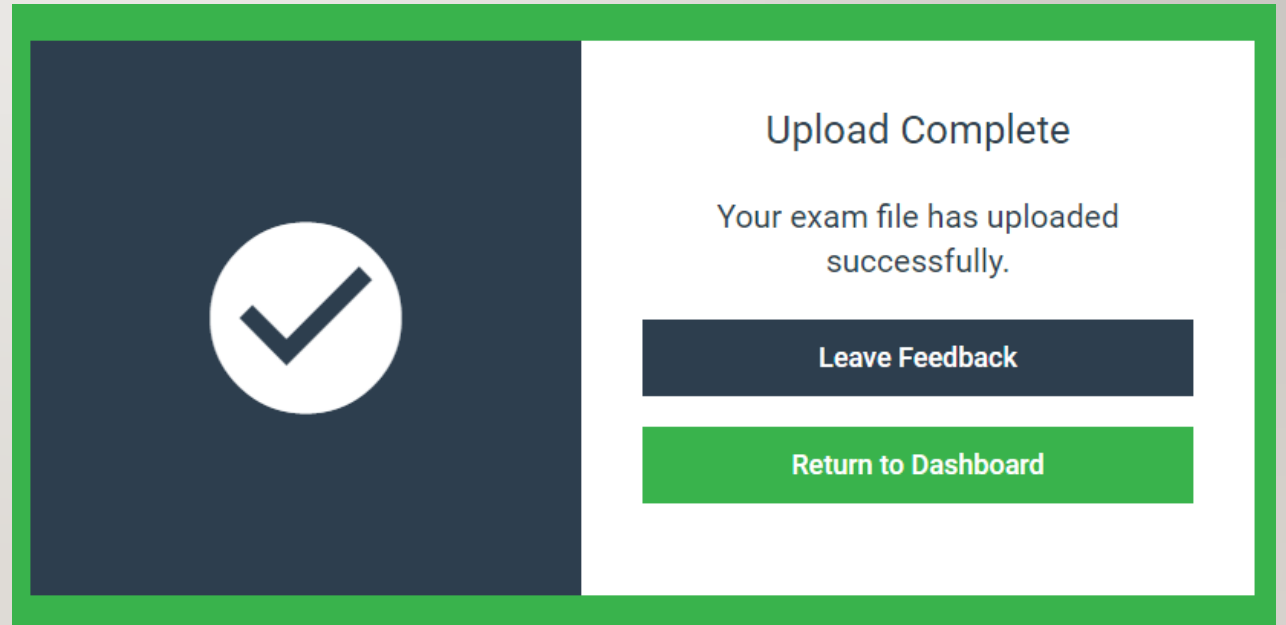 Upload Complete
Your exam file has uploaded
successfully.
Leave Feedback
Return to Dashboard